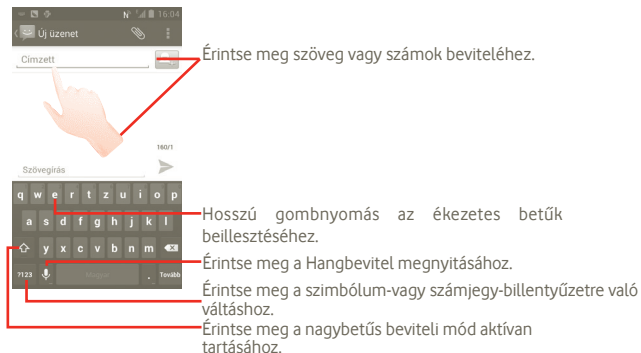 16:04
Új üzenet
Címzett
Érintse meg szöveg vagy számok beviteléhez.
160/1
Szövegírás
q w e r t z u i o p
a s d f g h j k l
y x c v b n m
?123 Magyar . Tovább
Hosszú gombnyomás az ékezetes betűk
beillesztéséhez.
Érintse meg a Hangbevitel megnyitásához.
Érintse meg a szimbólum-vagy számjegy-billentyűzetre való
váltáshoz.
Érintse meg a nagybetűs beviteli mód aktívan
tartásához.